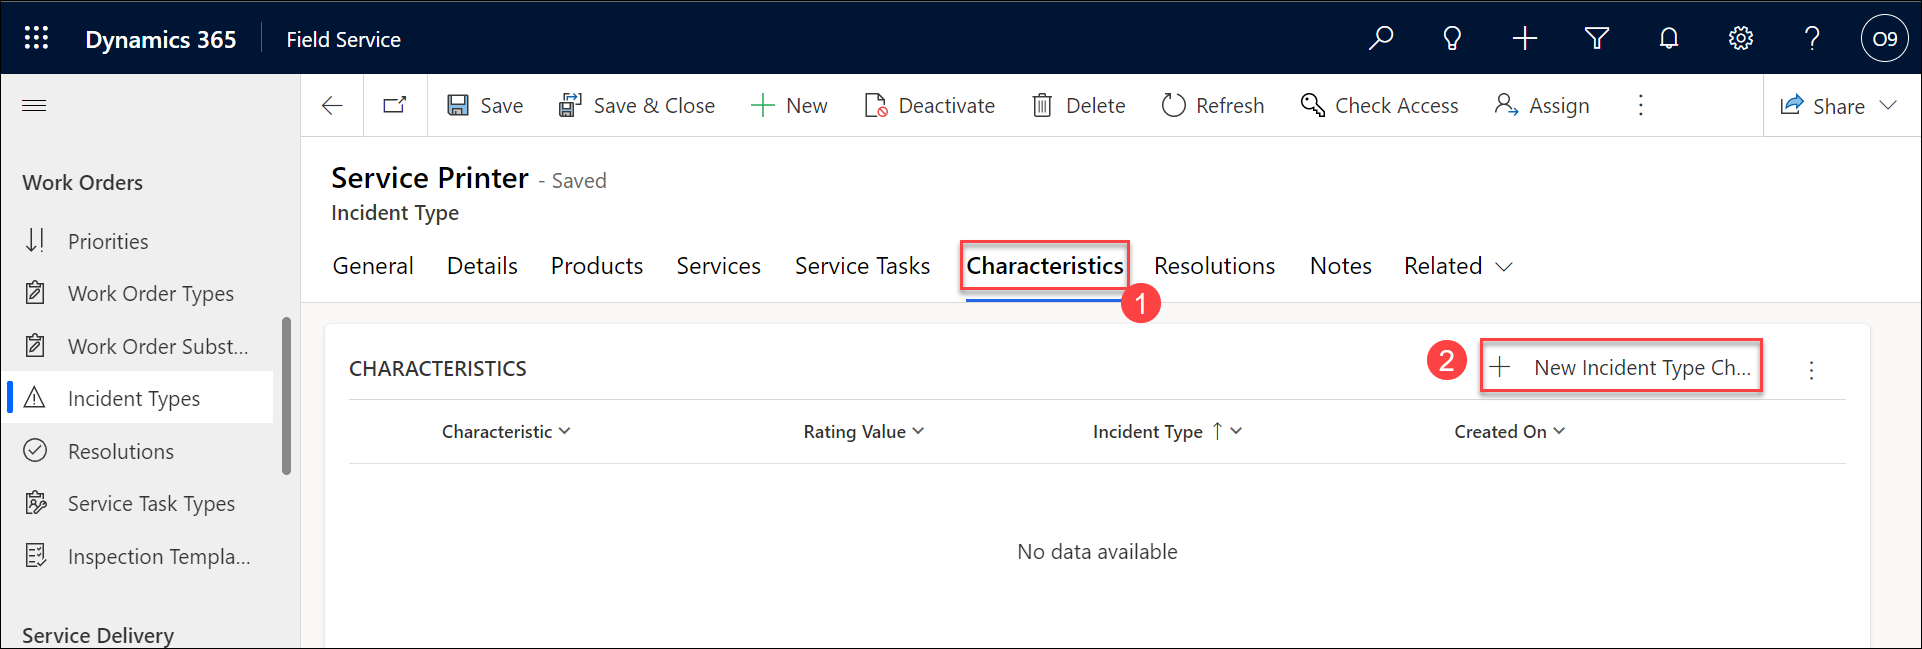 Dynamics 365 Field Service O9
Save Save & Close New Deactivate Delete Refresh Check Access Assign Share
Work Orders
Priorities
Work Order Types
Work Order Subst...
Incident Types
Resolutions
Service Task Types
Inspection Templa...
Service Delivery
Service Printer - Saved
Incident Type
General Details Products Services Service Tasks Characteristics Resolutions Notes Related
1
CHARACTERISTICS 2 New Incident Type Ch...
Characteristic Rating Value Incident Type Created On
No data available